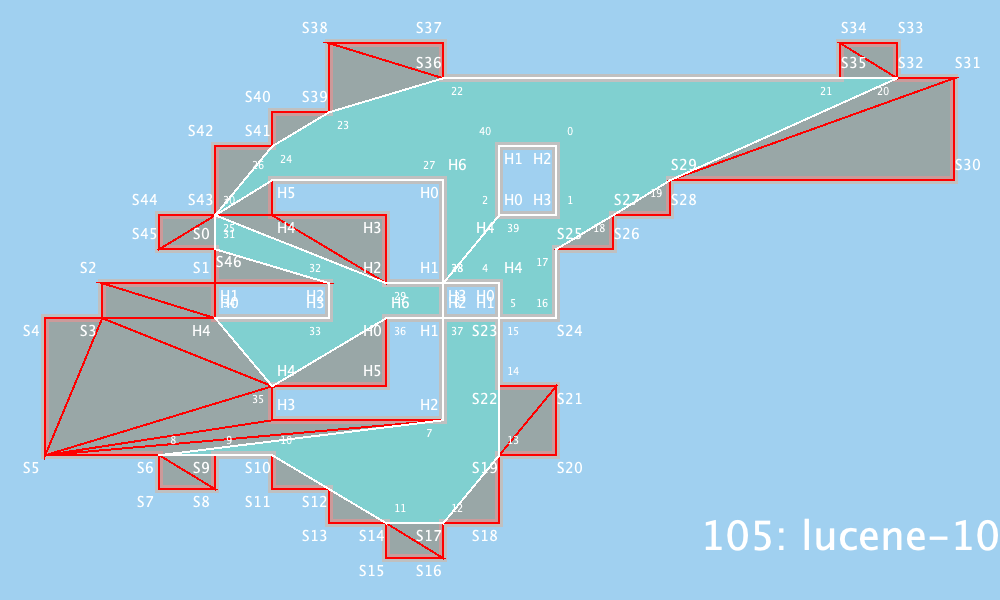 S38 S37 S34 S33
S36 S35 S32 S31
22 21 20
S40 S39
23 40 0
S42 S41
26 24 27 H6 H1 H2 S29 S30
S44 S43 30 H5 H0 2 H0 H3 1 S27 19 S28
S45 S0 25 31 H4 H3 H4 39 S25 18 S26
S2 S1 S46 32 H2 H1 38 4 H4 17
H1 H2 29 H3 H0
H3 H6 H1 5 16
S4 S3 H4 33 H0 36 H1 37 S23 15 S24
H4 H5 14
35 H3 H2 S22 S21
8 9 10 7 13
S5 S6 S9 S10 S19 S20
S7 S8 S11 S12 11 12
S13 S14 S17 S18
S15 S16
105: lucene-10